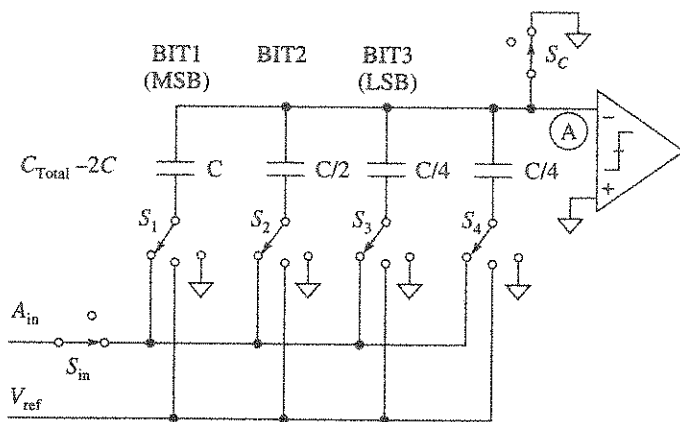 BIT1 BIT2 BIT3
(MSB) (LSB)
S_C
A
C_Total –2C C C/2 C/4 C/4
−
+
S_1 S_2 S_3 S_4
A_in
S_in
V_ref